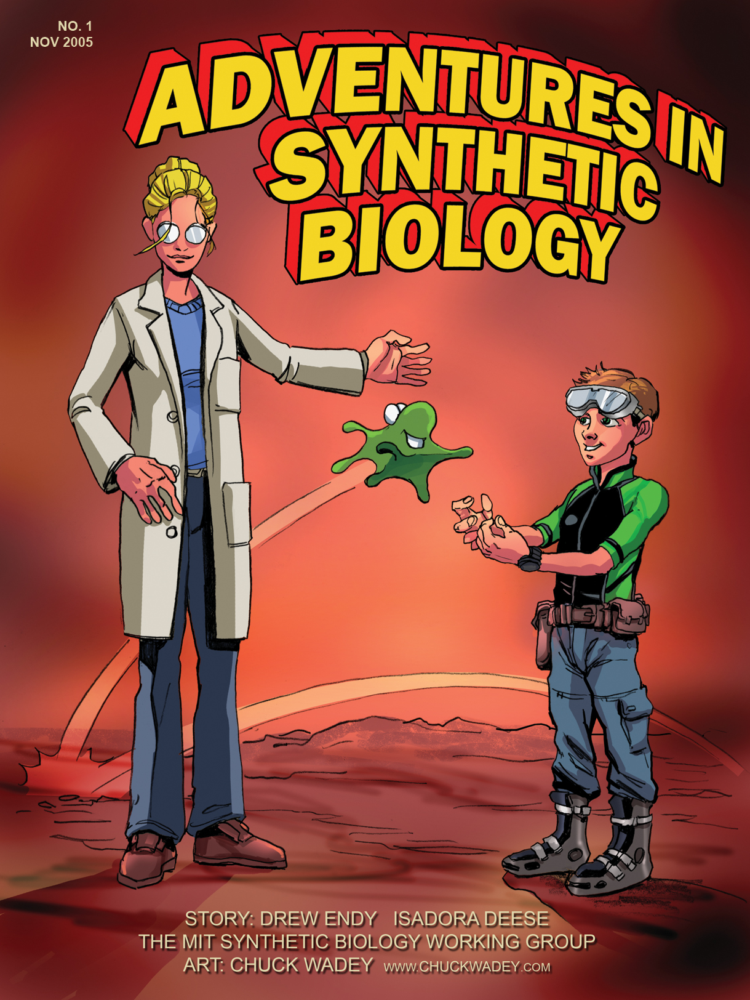 NO. 1
NOV 2005
ADVENTURES IN
SYNTHETIC
BIOLOGY
STORY: DREW ENDY ISADORA DEESE
THE MIT SYNTHETIC BIOLOGY WORKING GROUP
ART: CHUCK WADEY WWW.CHUCKWADEY.COM